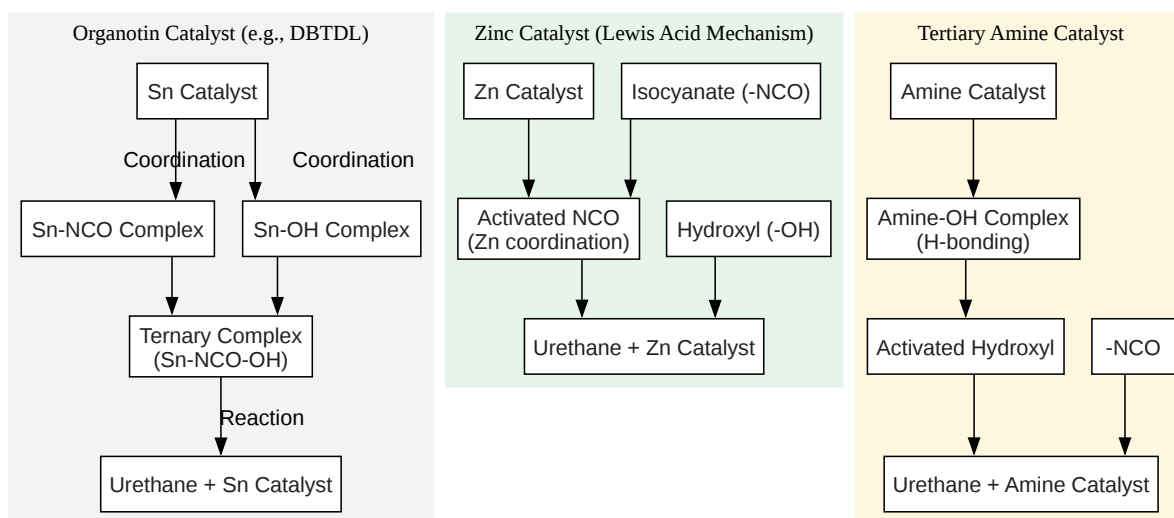 Organotin Catalyst (e.g., DBTDL)
Sn Catalyst
Coordination
Coordination
Sn-NCO Complex
Sn-OH Complex
Ternary Complex
(Sn-NCO-OH)
Reaction
Urethane + Sn Catalyst
Zinc Catalyst (Lewis Acid Mechanism)
Zn Catalyst
Isocyanate (-NCO)
Activated NCO
(Zn coordination)
Hydroxyl (-OH)
Urethane + Zn Catalyst
Tertiary Amine Catalyst
Amine Catalyst
Amine-OH Complex
(H-bonding)
Activated Hydroxyl
-NCO
Urethane + Amine Catalyst